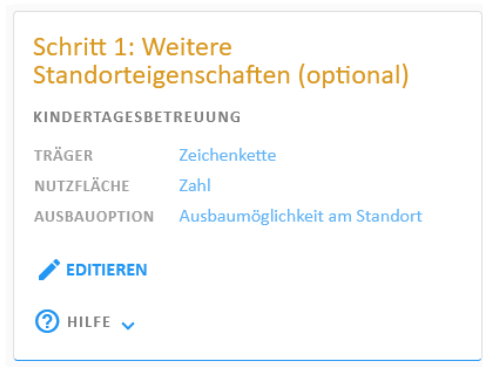 Schritt 1: Weitere
Standorteigenschaften (optional)
KINDERTAGESBETREUUNG
TRÄGER Zeichenkette
NUTZFLÄCHE Zahl
AUSBAUOPTION Ausbaumöglichkeit am Standort
EDITIEREN
HILFE